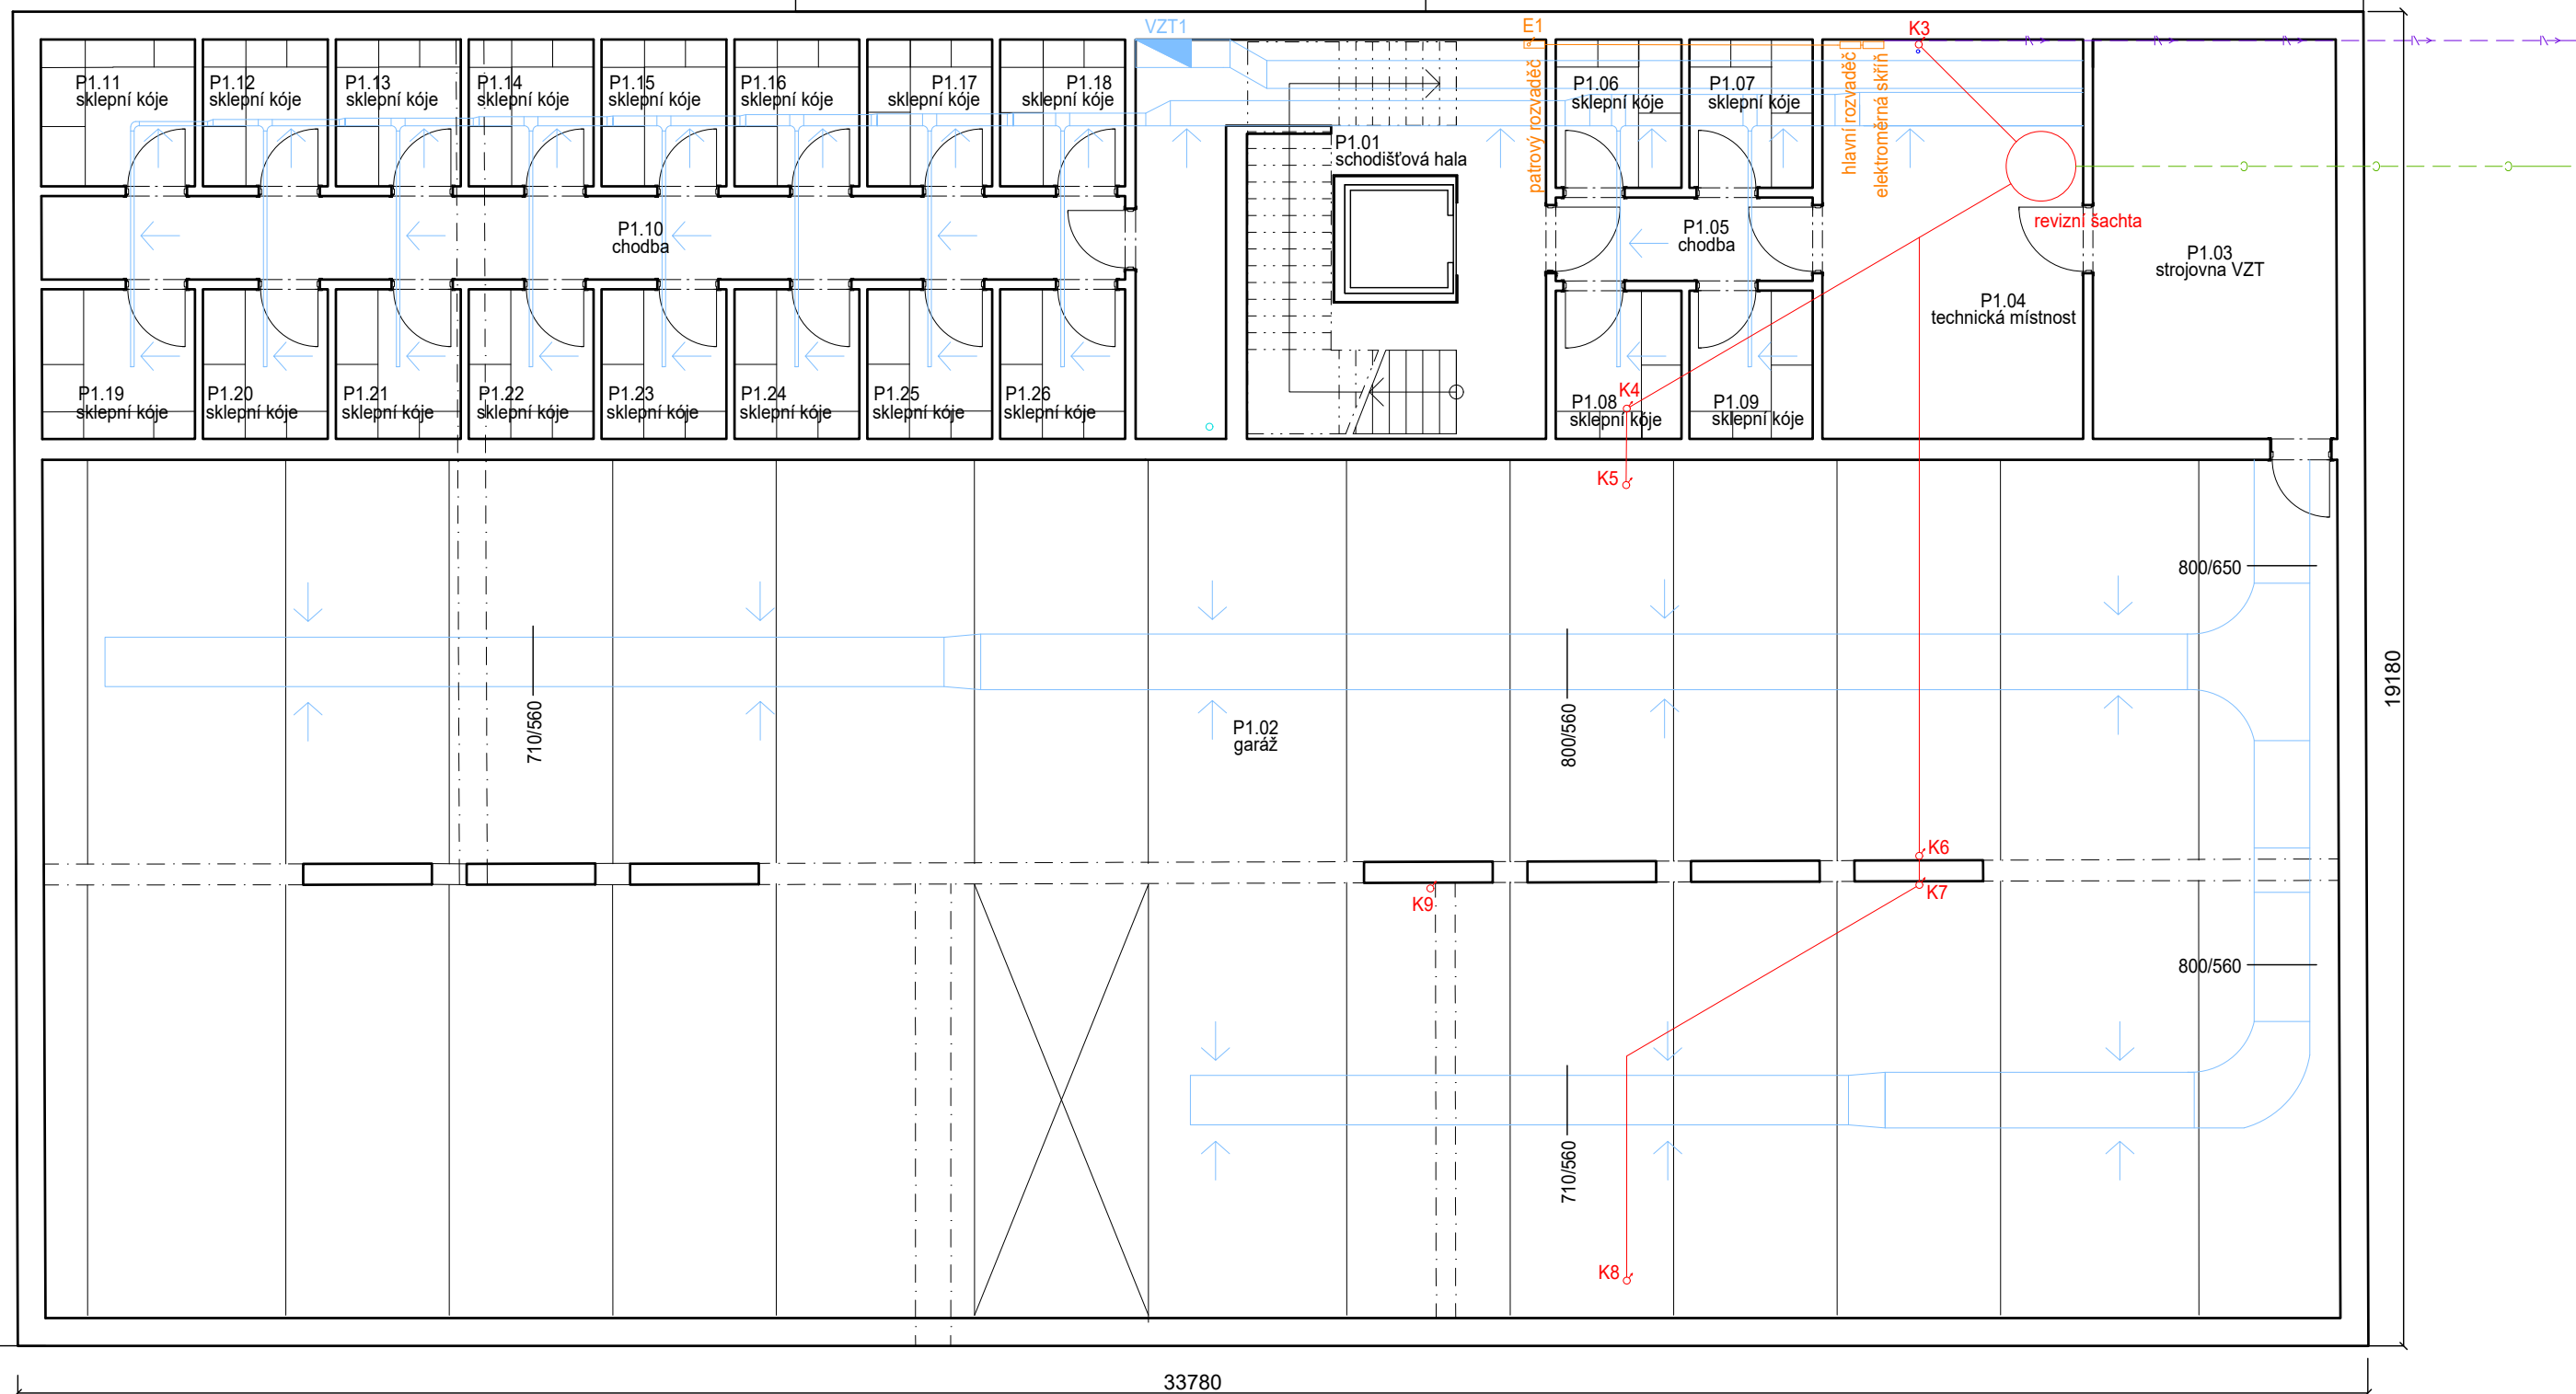 VZT1
E1
K3
P1.11
sklepní kóje
P1.12
sklepní kóje
P1.13
sklepní kóje
P1.14
sklepní kóje
P1.15
sklepní kóje
P1.16
sklepní kóje
P1.17
sklepní kóje
P1.18
sklepní kóje
P1.01
schodišťová hala
patrový rozvaděč
P1.06
sklepní kóje
P1.07
sklepní kóje
hlavní rozvaděč
elektroměrná skříň
revizní šachta
P1.10
chodba
P1.05
chodba
P1.03
strojovna VZT
P1.04
technická místnost
P1.19
sklepní kóje
P1.20
sklepní kóje
P1.21
sklepní kóje
P1.22
sklepní kóje
P1.23
sklepní kóje
P1.24
sklepní kóje
P1.25
sklepní kóje
P1.26
sklepní kóje
K4
P1.08
sklepní kóje
P1.09
sklepní kóje
K5
800/650
710/560
P1.02
garáž
800/560
19180
K6
K7
K9
800/560
710/560
K8
33780